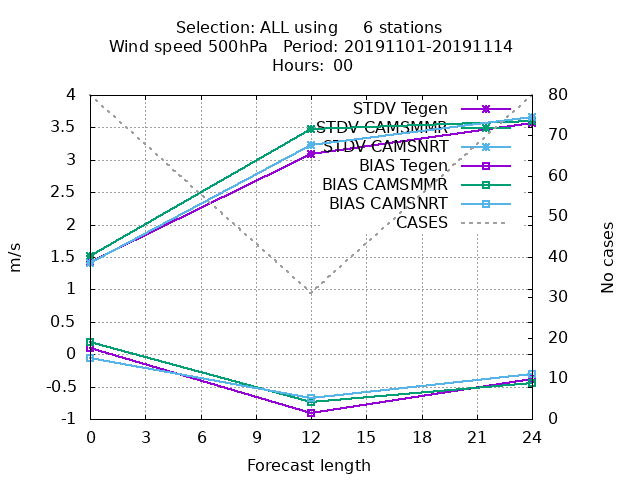 Selection: ALL using     6 stations
Wind speed 500hPa   Period: 20191101-20191114
Hours:  00
4
3.5
3
2.5
2
1.5
1
0.5
0
-0.5
-1
m/s
80
70
60
50
40
30
20
10
0
No cases
STDV Tegen
STDV CAMSMMR
STDV CAMSNRT
BIAS Tegen
BIAS CAMSMMR
BIAS CAMSNRT
CASES
0 3 6 9 12 15 18 21 24
Forecast length